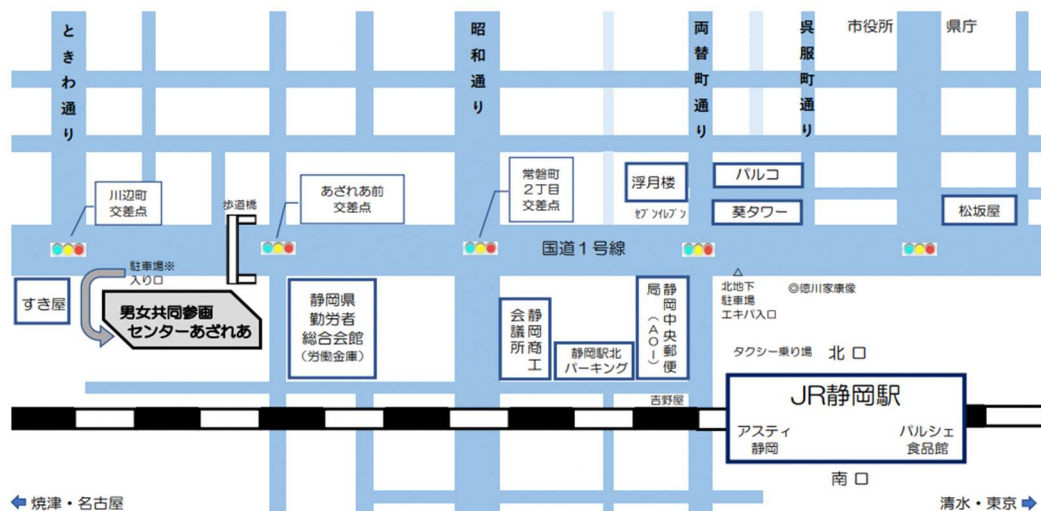 ときわ通り
昭和通り
両替町通り
呉服町通り
市役所
県庁
川辺町
交差点
歩道橋
あざれあ前
交差点
常磐町
２丁目
交差点
浮月楼
ｾﾌﾞﾝｲﾚﾌﾞﾝ
パルコ
葵タワー
松坂屋
国道１号線
すき屋
駐車場※
入り口
男女共同参画
センターあざれあ
静岡県
勤労者
総合会館
（労働金庫）
静岡商工
会議所
静岡駅北
パーキング
静岡中央郵便
局（ＡＯＩ）
△
北地下
駐車場
エキパ入口
◎徳川家康像
タクシー乗り場
北 口
吉野屋
JR静岡駅
アスティ
静岡
パルシェ
食品館
南 口
焼津・名古屋
清水・東京